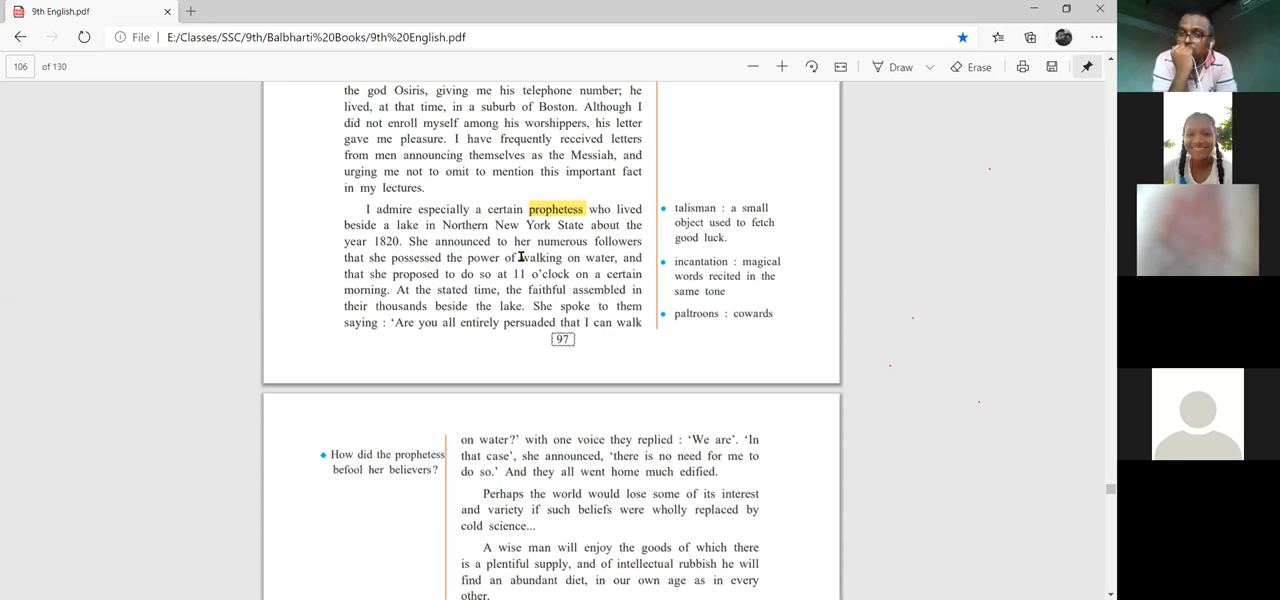 9th English.pdf
File
E:/Classes/SSC/9th/Balbharti%20Books/9th%20English.pdf
106
of 130
Draw
Erase
the god Osiris, giving me his telephone number; he
lived, at that time, in a suburb of Boston. Although I
did not enroll myself among his worshippers, his letter
gave me pleasure. I have frequently received letters
from men announcing themselves as the Messiah, and
urging me not to omit to mention this important fact
in my lectures.
I admire especially a certain prophetess who lived
beside a lake in Northern New York State about the
year 1820. She announced to her numerous followers
that she possessed the power of walking on water, and
that she proposed to do so at 11 o'clock on a certain
morning. At the stated time, the faithful assembled in
their thousands beside the lake. She spoke to them
saying : 'Are you all entirely persuaded that I can walk
talisman : a small
object used to fetch
good luck.
incantation : magical
words recited in the
same tone
paltroons : cowards
97
How did the prophetess
befool her believers?
on water?' with one voice they replied : 'We are'. 'In
that case', she announced, 'there is no need for me to
do so.' And they all went home much edified.
Perhaps the world would lose some of its interest
and variety if such beliefs were wholly replaced by
cold science...
A wise man will enjoy the goods of which there
is a plentiful supply, and of intellectual rubbish he will
find an abundant diet, in our own age as in every
other.